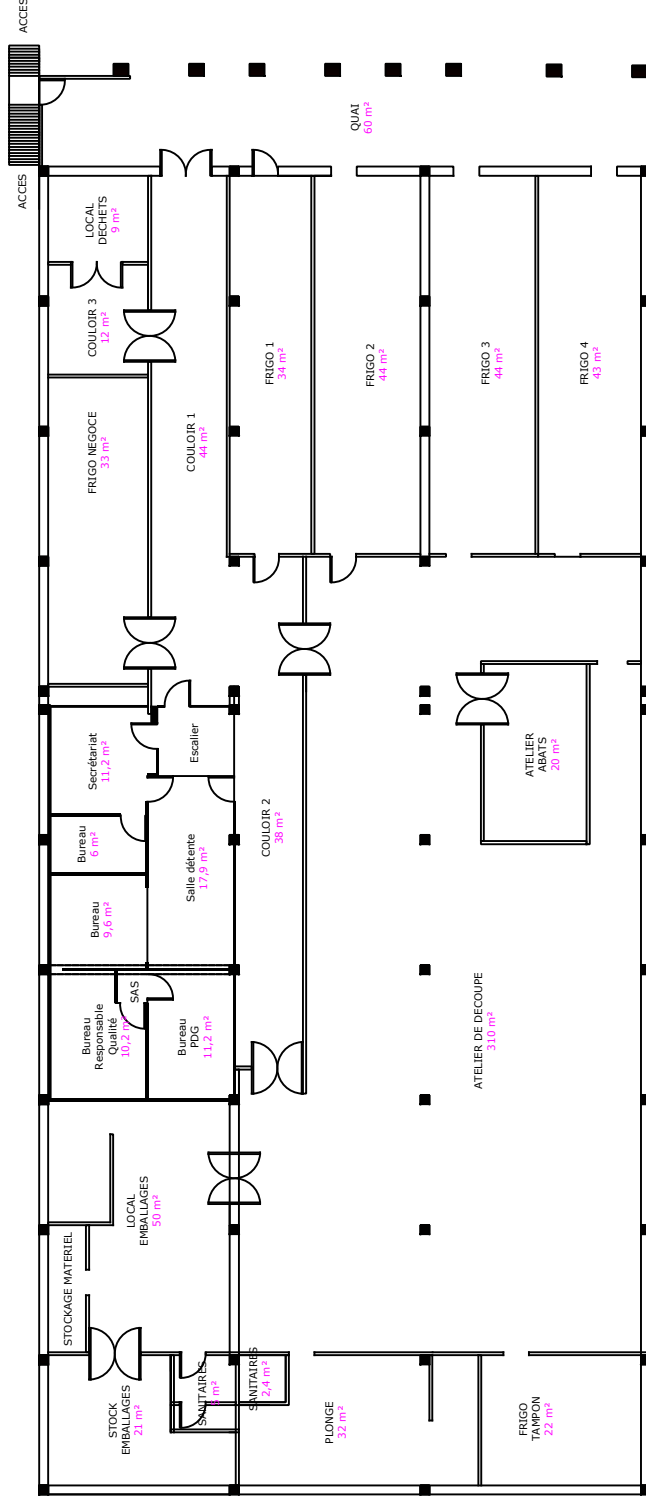 ACCES
ACCES
QUAI
60 m²
LOCAL
DECHETS
9 m²
COULOIR 3
12 m²
FRIGO NEGOCE
33 m²
COULOIR 1
44 m²
FRIGO 1
34 m²
FRIGO 2
44 m²
FRIGO 3
44 m²
FRIGO 4
43 m²
Secrétariat
11,2 m²
Escalier
Bureau
6 m²
Bureau
9,6 m²
Salle détente
17,9 m²
COULOIR 2
38 m²
ATELIER
ABATS
20 m²
Bureau
Responsable
Qualité
10,2 m²
SAS
Bureau
PDG
11,2 m²
ATELIER DE DECOUPE
310 m²
LOCAL
EMBALLAGES
50 m²
STOCKAGE MATERIEL
STOCK
EMBALLAGES
21 m²
SANITAIRES
m²
SANITAIRES
2,4 m²
PLONGE
32 m²
FRIGO
TAMPON
22 m²